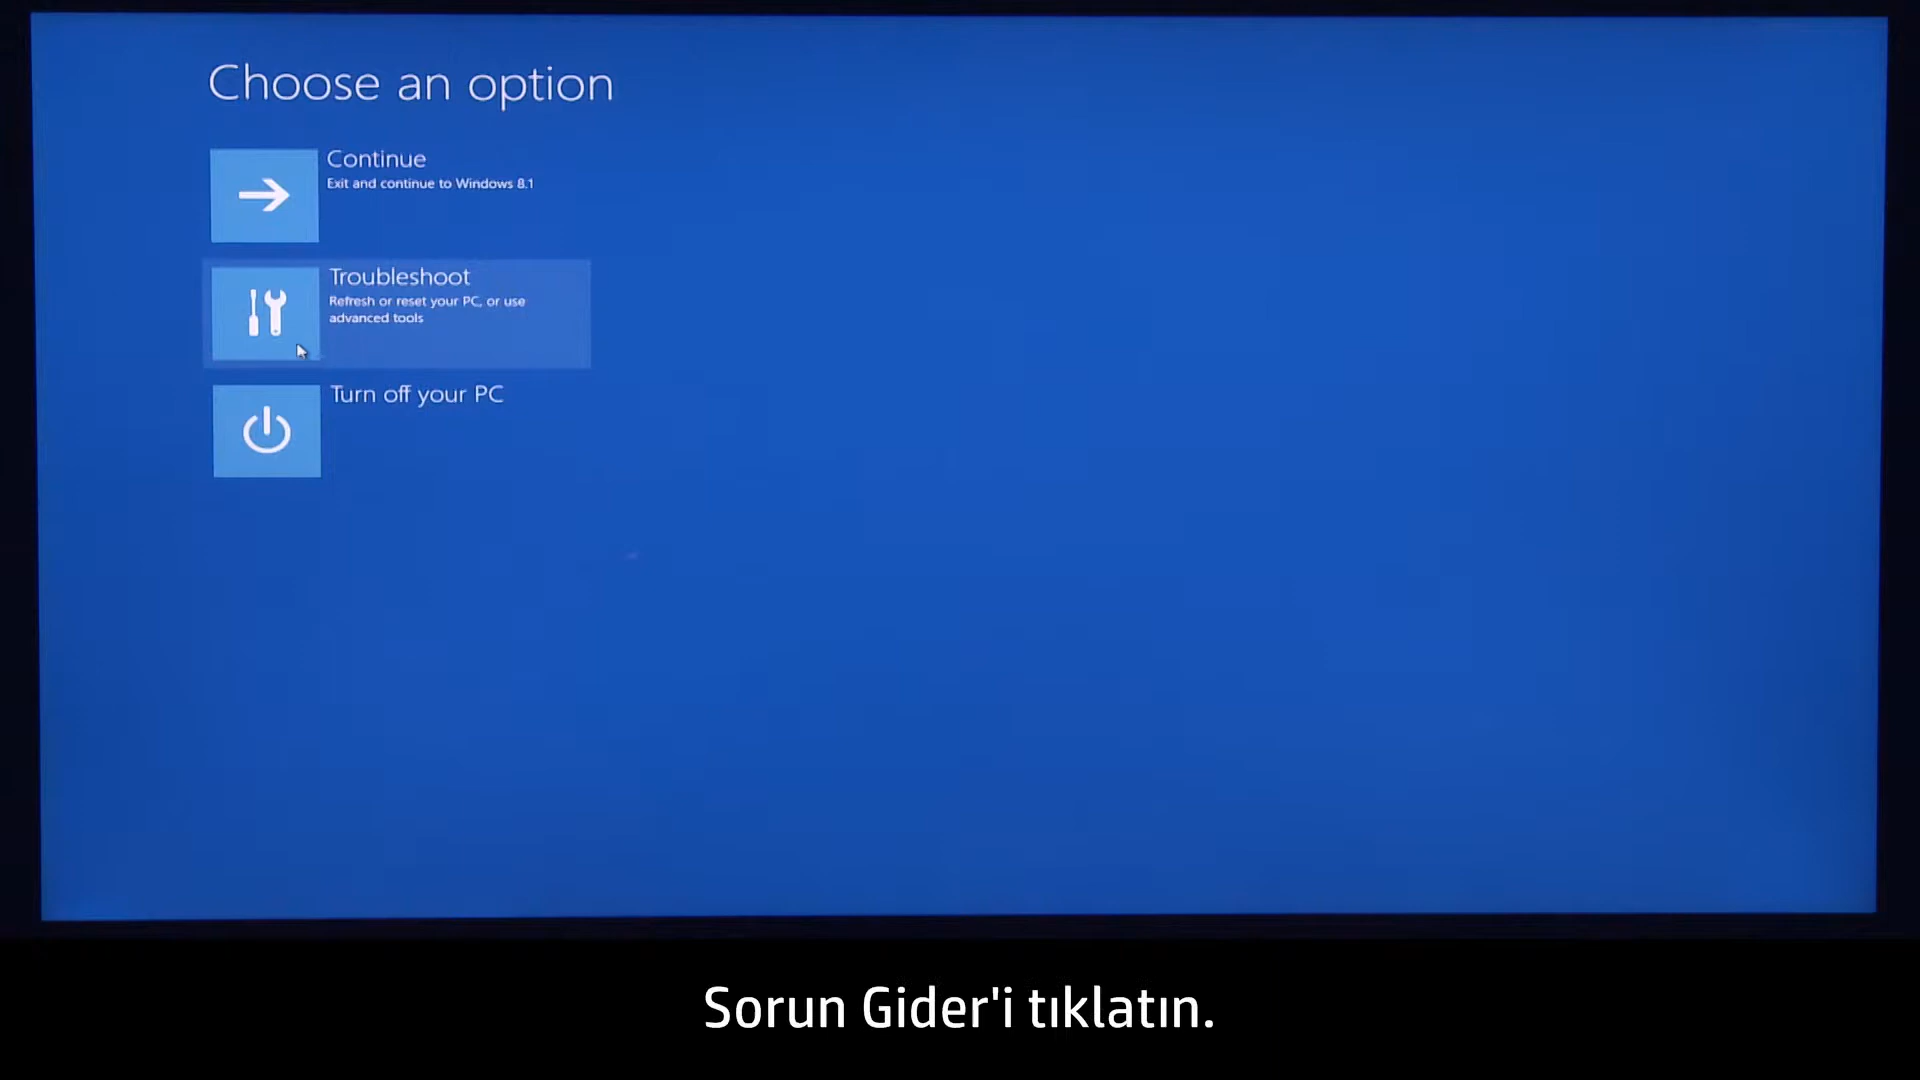 Choose an option
Continue
Exit and continue to Windows 8.1
Troubleshoot
Refresh or reset your PC, or use
advanced tools
Turn off your PC
Sorun Gider'i tıklatın.